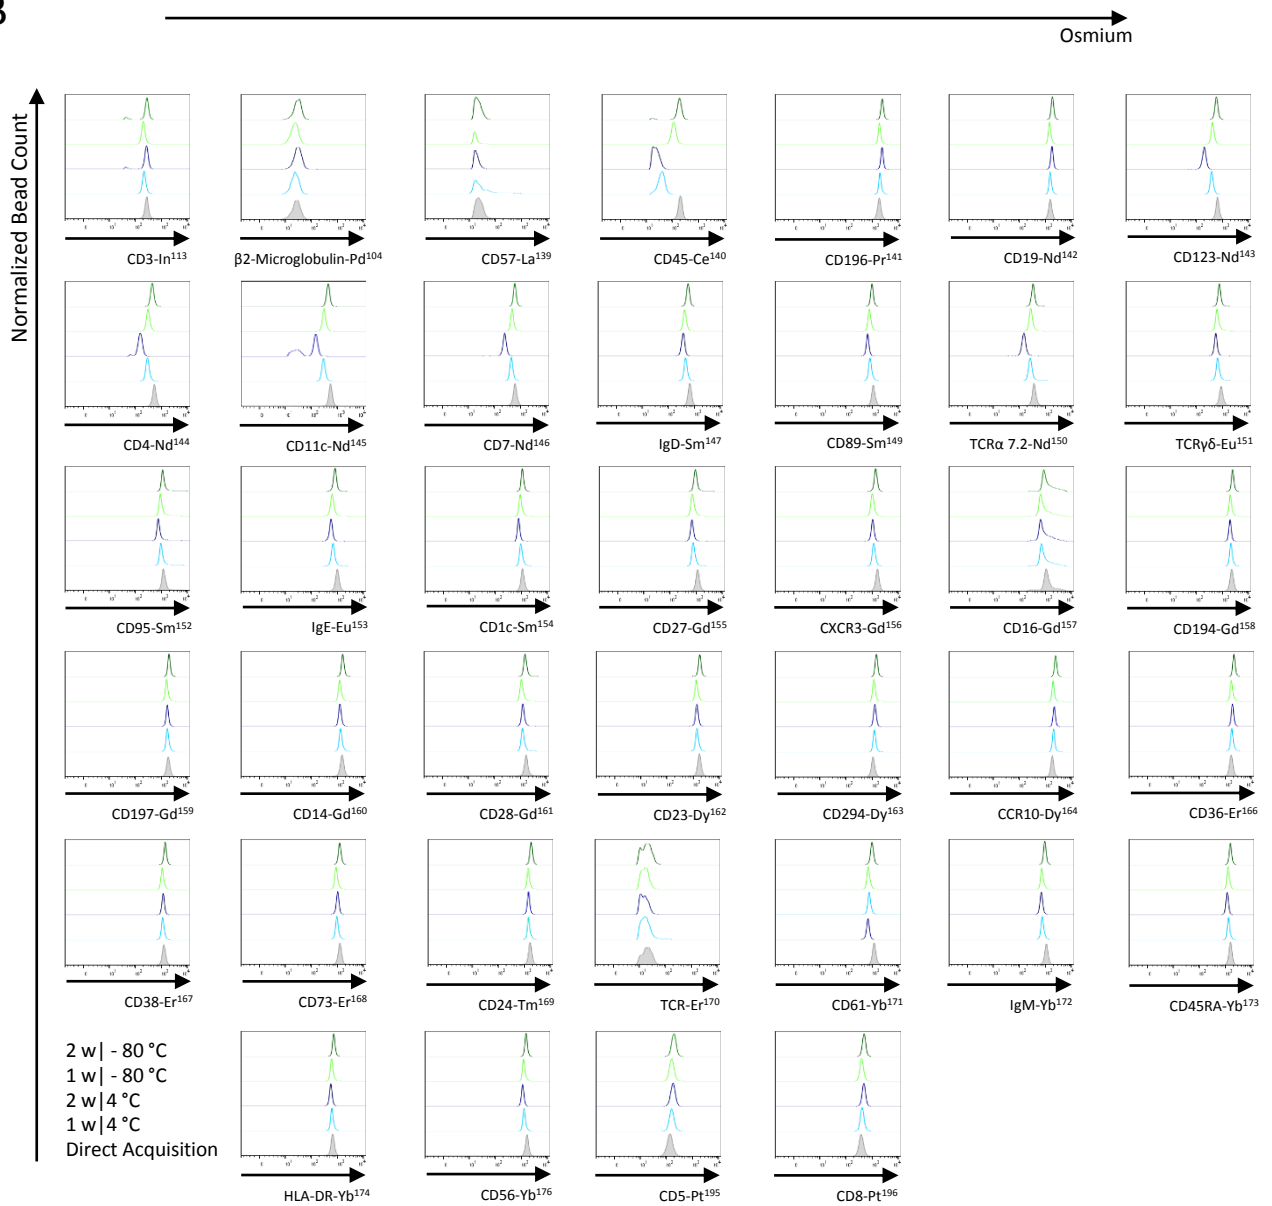 B
Osmium
Normalized Bead Count
CD3-In113
β2-Microglobulin-Pd104
CD57-La139
CD45-Ce140
CD196-Pr141
CD19-Nd142
CD123-Nd143
CD4-Nd144
CD11c-Nd145
CD7-Nd146
IgD-Sm147
CD89-Sm149
TCRα 7.2-Nd150
TCRγδ-Eu151
CD95-Sm152
IgE-Eu153
CD1c-Sm154
CD27-Gd155
CXCR3-Gd156
CD16-Gd157
CD194-Gd158
CD197-Gd159
CD14-Gd160
CD28-Gd161
CD23-Dy162
CD294-Dy163
CCR10-Dy164
CD36-Er166
CD38-Er167
CD73-Er168
CD24-Tm169
TCR-Er170
CD61-Yb171
IgM-Yb172
CD45RA-Yb173
2 w| - 80 °C
1 w| - 80 °C
2 w|4 °C
1 w|4 °C
Direct Acquisition
HLA-DR-Yb174
CD56-Yb176
CD5-Pt195
CD8-Pt196